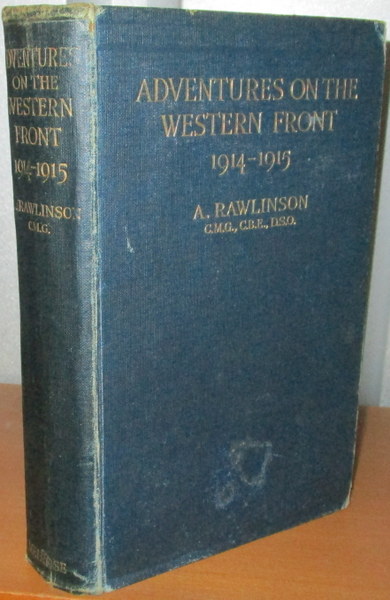 ADVENTURES
ON THE
WESTERN
FRONT
1914-1915
A. RAWLINSON
C.M.G.
ADVENTURES ON THE
WESTERN FRONT
1914-1915
A. RAWLINSON
C.M.G., C.B.E., D.S.O.